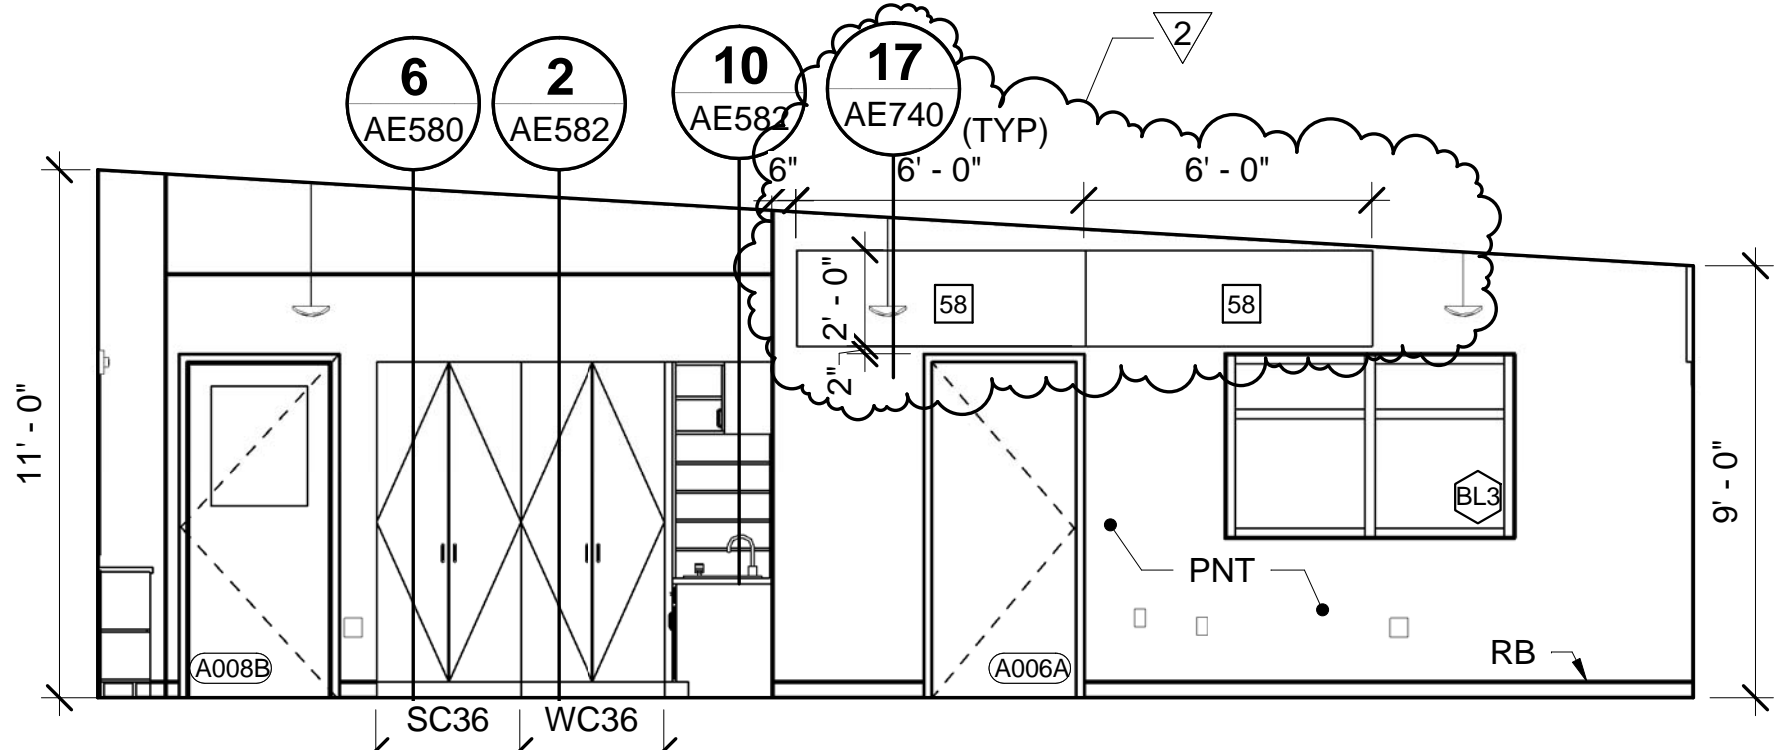 2
6
AE580
2
AE582
10
AE582
17
AE740
(TYP)
6"
6' - 0"
6' - 0"
2' - 0"
2"
58
58
11' - 0"
9' - 0"
BL3
PNT
A008B
A006A
RB
SC36
WC36